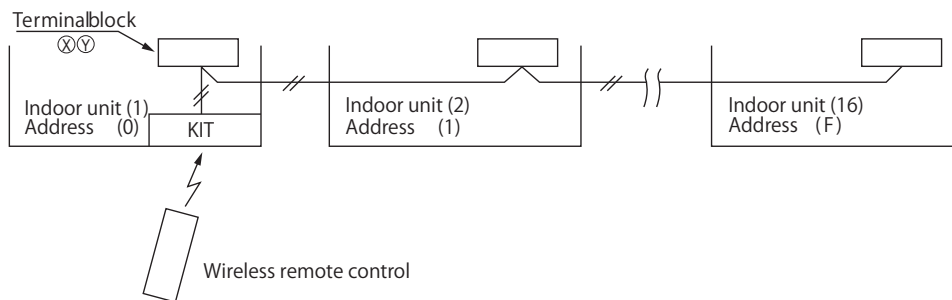 Terminalblock
ⓍⓎ
Indoor unit (1)
Address (0)
KIT
Indoor unit (2)
Address (1)
Indoor unit (16)
Address (F)
Wireless remote control